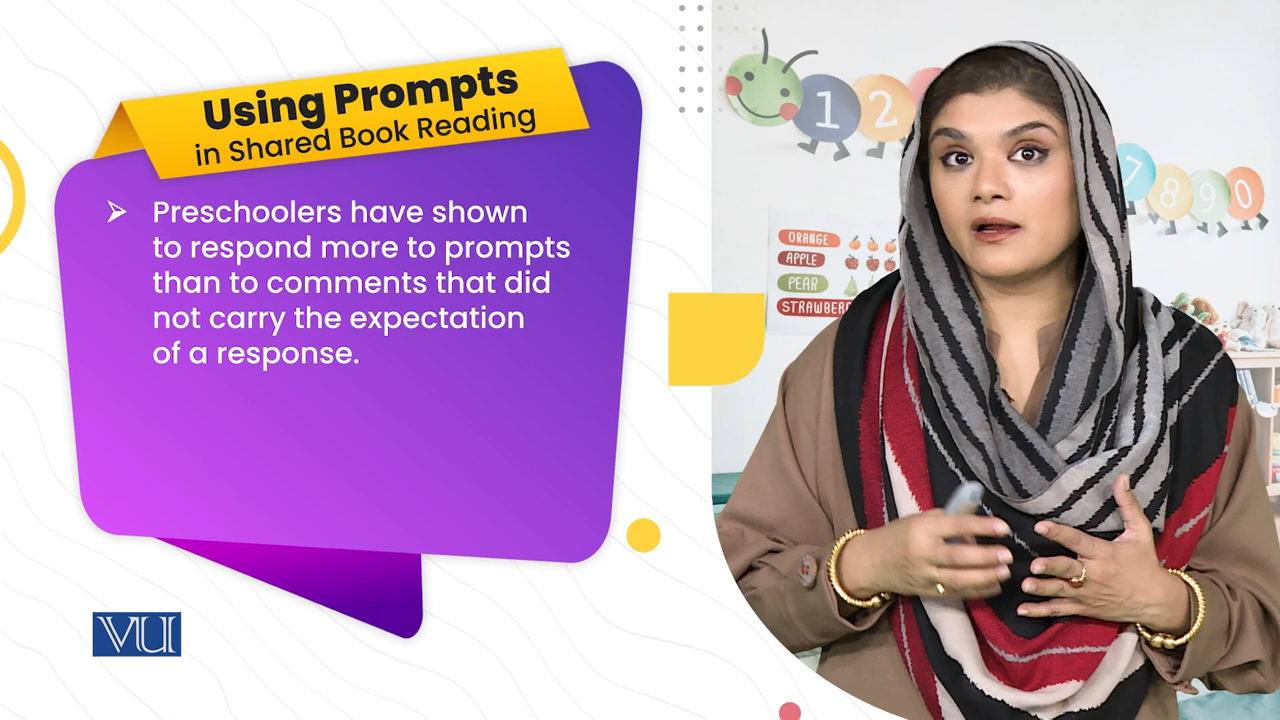 Using Prompts
in Shared Book Reading
Preschoolers have shown
to respond more to prompts
than to comments that did
not carry the expectation
of a response.
VU
1 2
7 8 9 0
ORANGE
APPLE
PEAR
STRAWBERR